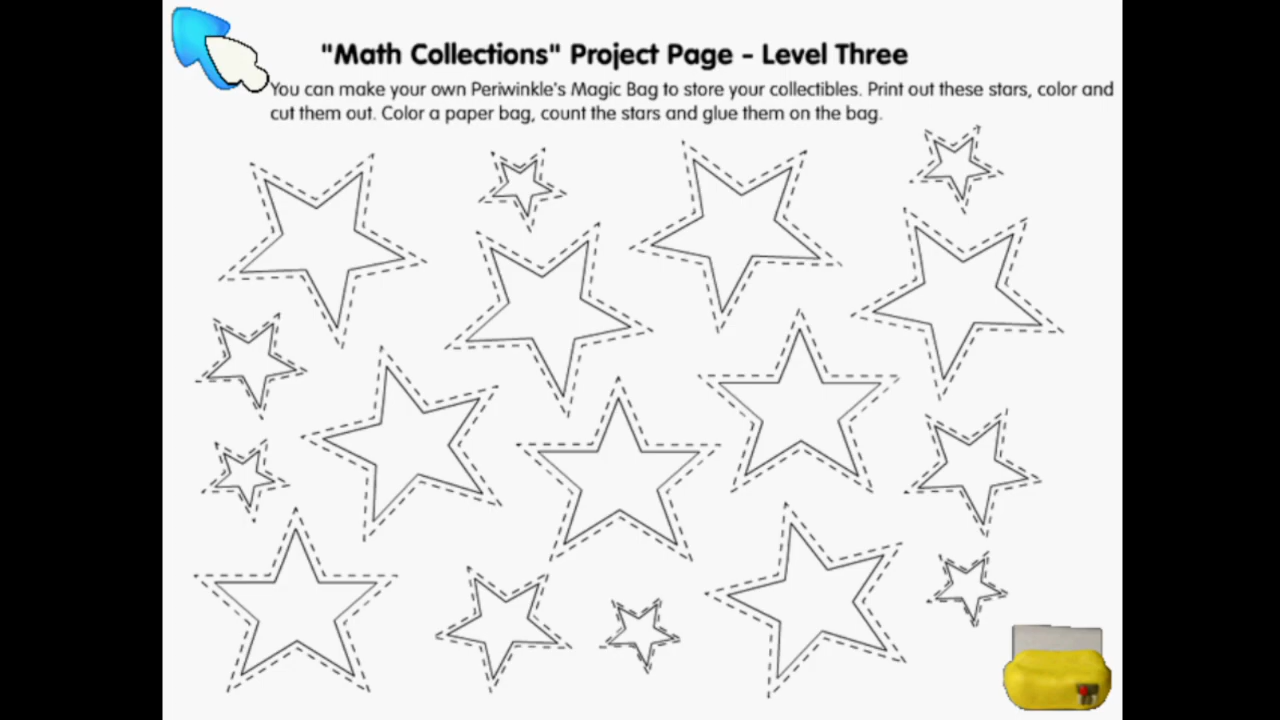 "Math Collections" Project Page - Level Three
You can make your own Periwinkle's Magic Bag to store your collectibles. Print out these stars, color and
cut them out. Color a paper bag, count the stars and glue them on the bag.